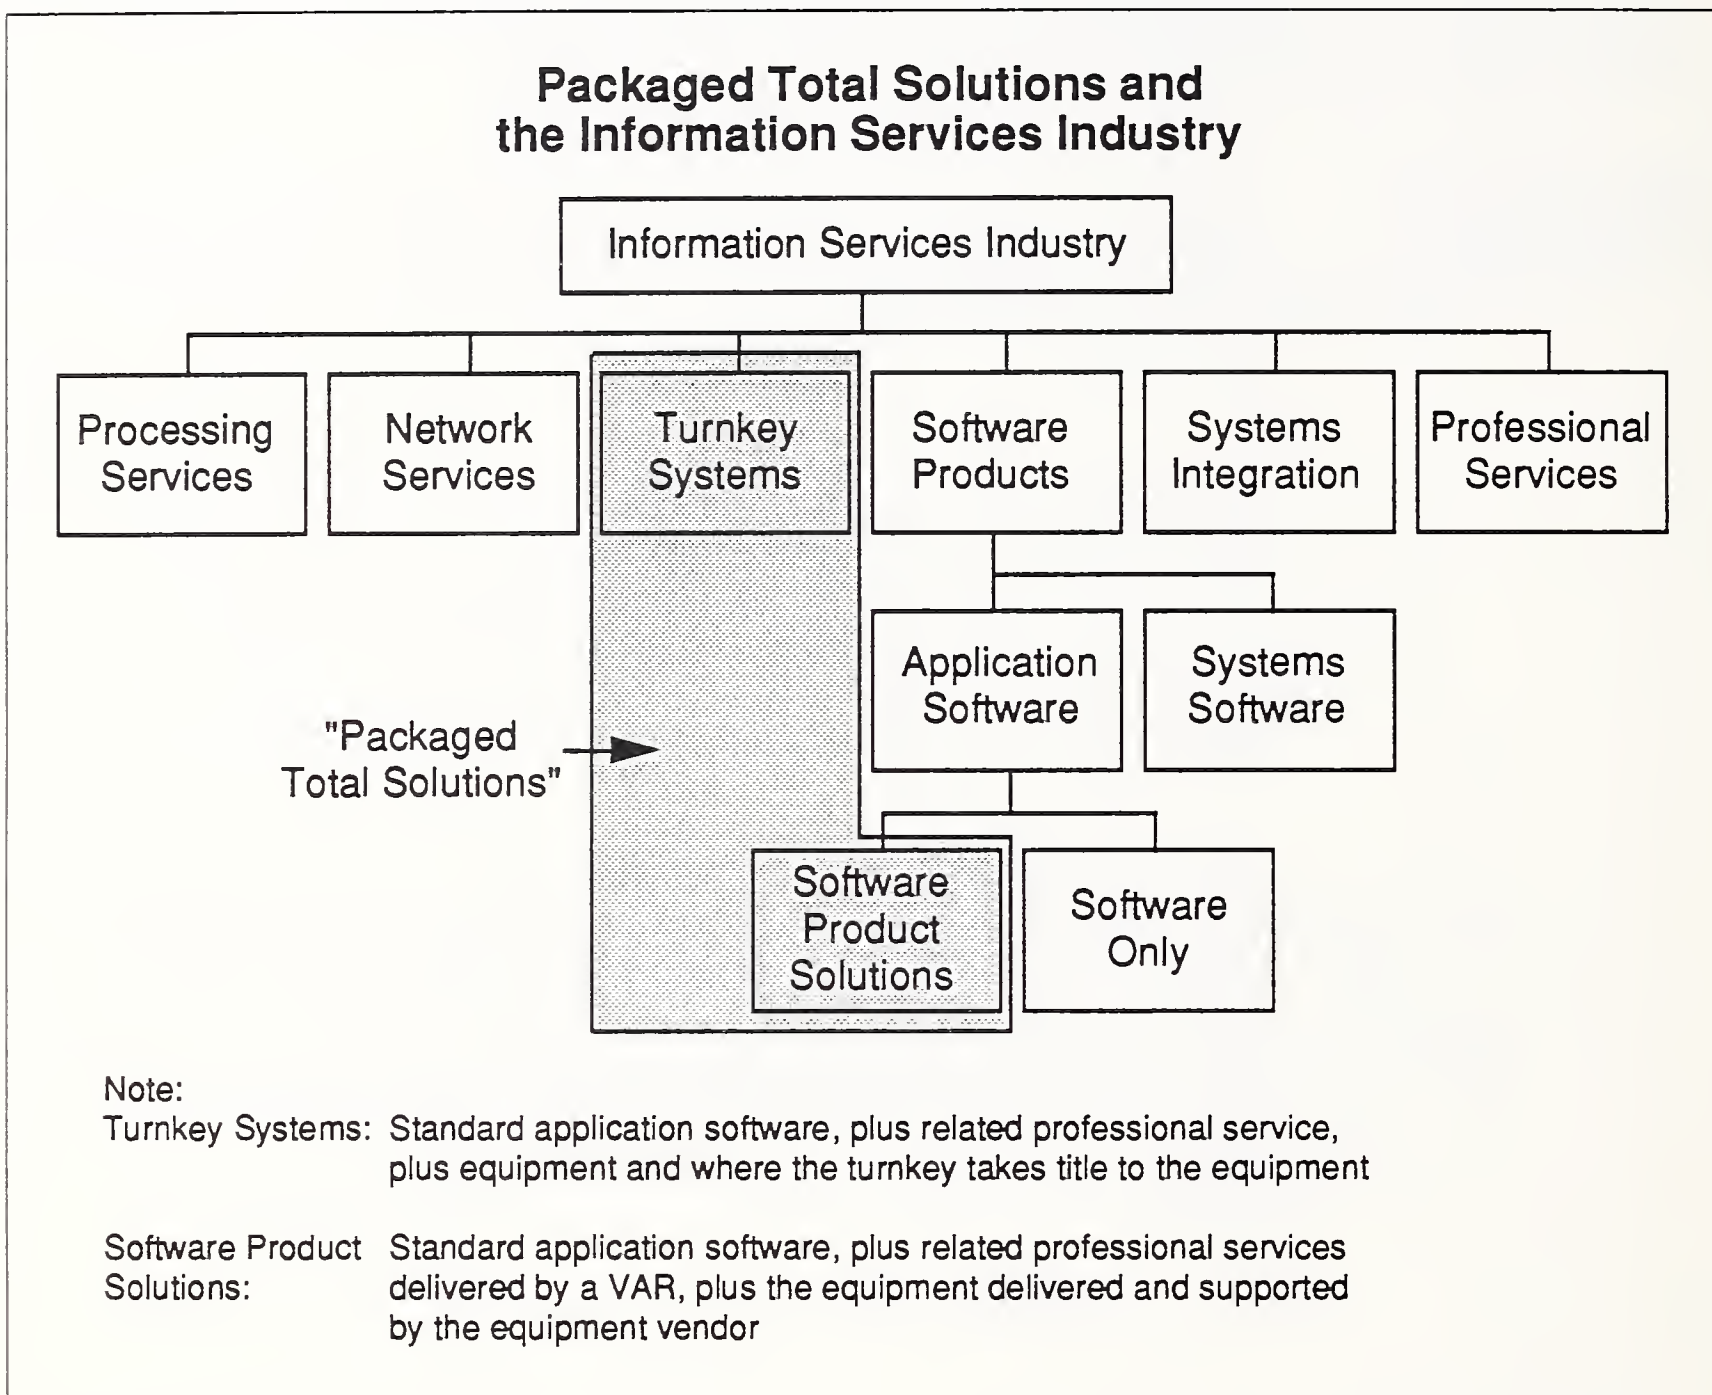 Packaged Total Solutions and
the Information Services Industry
Information Services Industry
Processing
Services
Network
Services
Turnkey
Systems
Software
Products
Systems
Integration
Professional
Services
Application
Software
Systems
Software
"Packaged
Total Solutions"
Software
Product
Solutions
Software
Only
Note:
Turnkey Systems: Standard application software, plus related professional service,
plus equipment and where the turnkey takes title to the equipment
Software Product Standard application software, plus related professional services
Solutions: delivered by a VAR, plus the equipment delivered and supported
by the equipment vendor